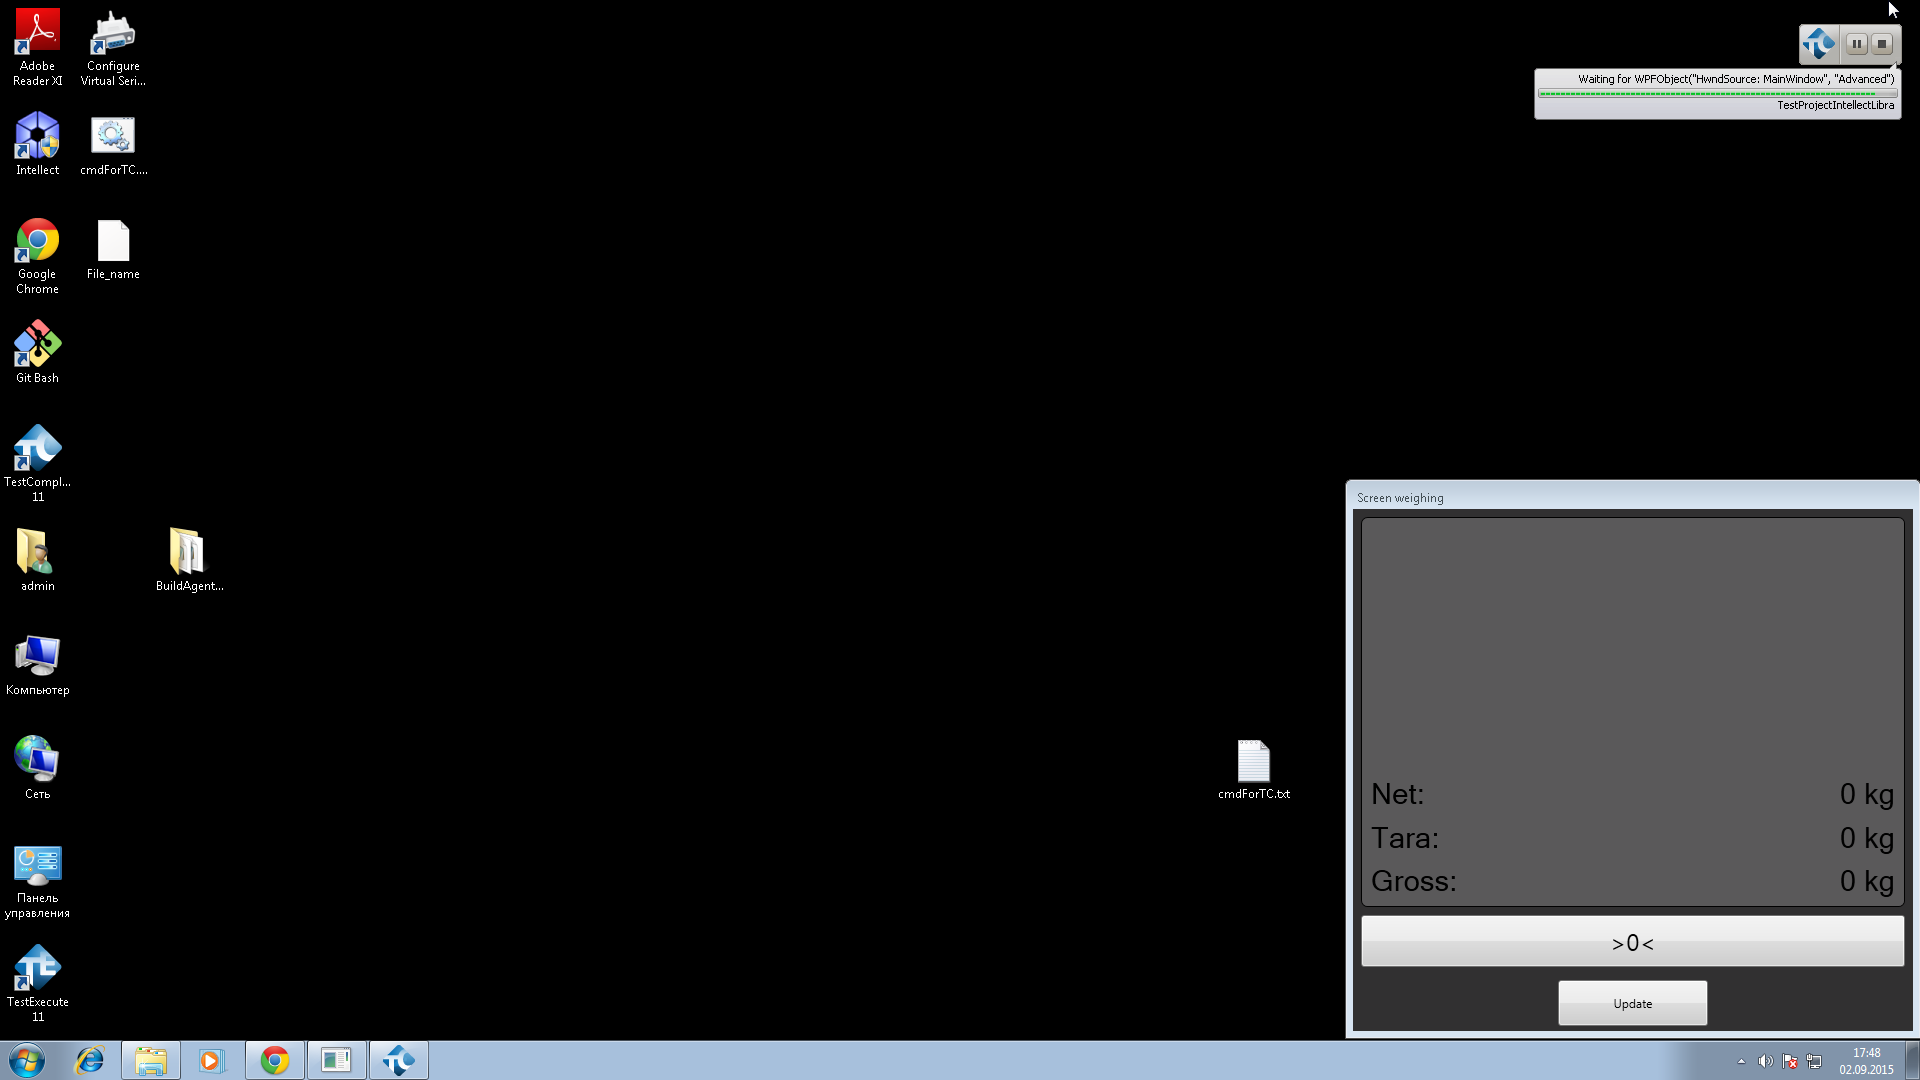 Adobe
Reader XI
Configure
Virtual Seri...
Intellect
cmdForTC....
Google
Chrome
File_name
Git Bash
TestCompl...
11
admin
BuildAgent...
Компьютер
Сеть
cmdForTC.txt
Панель
управления
TestExecute
11
Waiting for WPFObject("HwndSource: MainWindow", "Advanced")
TestProjectIntellectLibra
Screen weighing
Net: 0 kg
Tara: 0 kg
Gross: 0 kg
>0<
Update
17:48
02.09.2015